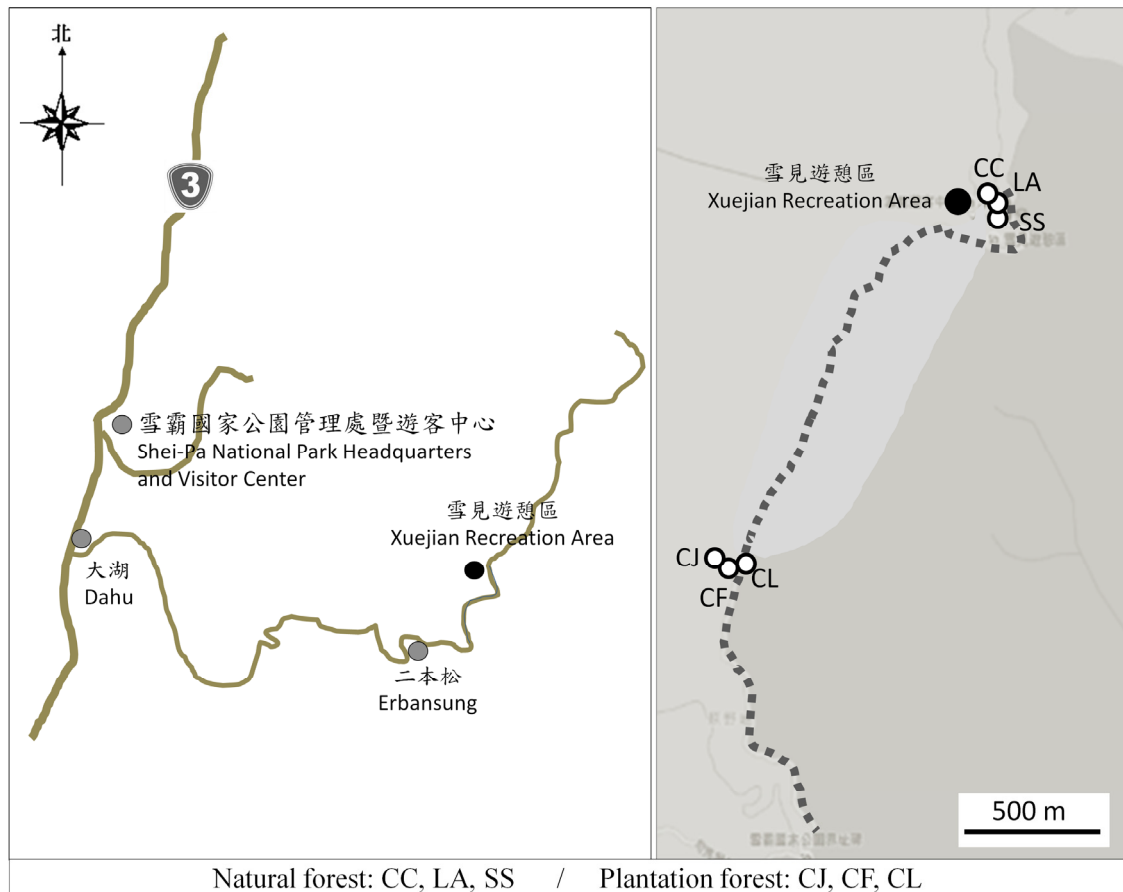 北
3
雪霸國家公園管理處暨遊客中心
Shei-Pa National Park Headquarters
and Visitor Center
雪見遊憩區
Xuejian Recreation Area
大湖
Dahu
二本松
Erbansung
雪見遊憩區
Xuejian Recreation Area
CC
LA
SS
CJ
CF
CL
500 m
Natural forest: CC, LA, SS / Plantation forest: CJ, CF, CL